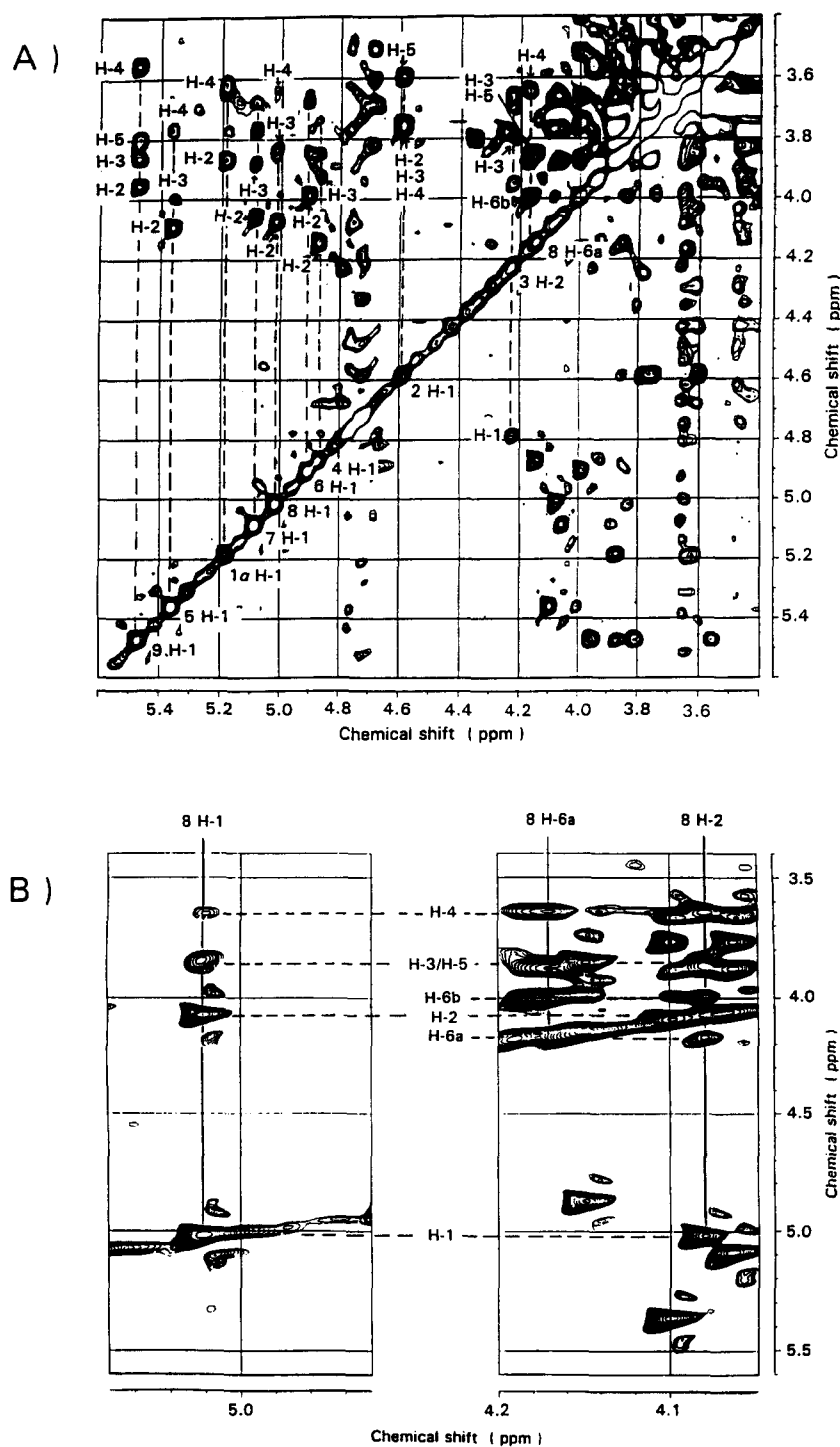 A )
H-4
H-5
H-3
H-2
H-4
H-3
H-2
H-4
H-2
H-4
H-3
H-3
H-2
H-2
H-2
H-3
H-2
H-5
H-2
H-3
H-4
H-4
H-3
H-5
H-3
H-6b
8 H-6a
3 H-2
2 H-1
H-1
4 H-1
6 H-1
8 H-1
7 H-1
1α H-1
5 H-1
9 H-1
3.6
3.8
4.0
4.2
4.4
4.6
4.8
5.0
5.2
5.4
Chemical shift ( ppm )
5.4 5.2 5.0 4.8 4.6 4.4 4.2 4.0 3.8 3.6
Chemical shift ( ppm )
B )
8 H-1 8 H-6a 8 H-2
H-4
H-3/H-5
H-6b
H-2
H-6a
H-1
3.5
4.0
4.5
5.0
5.5
Chemical shift ( ppm )
5.0 4.2 4.1
Chemical shift ( ppm )